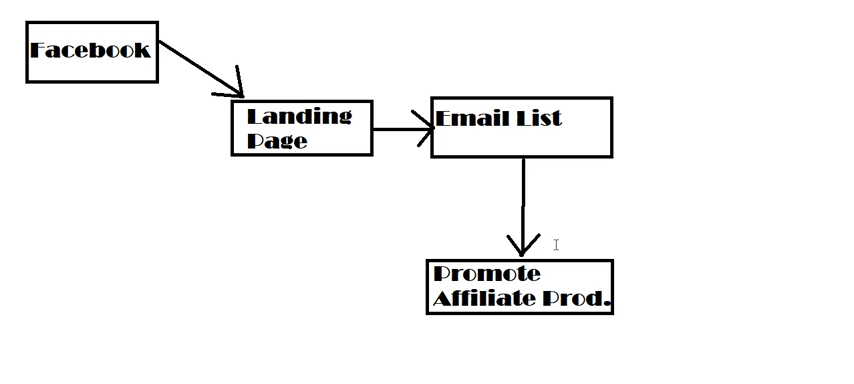 Facebook
Landing
Page
Email List
Promote
Affiliate Prod.